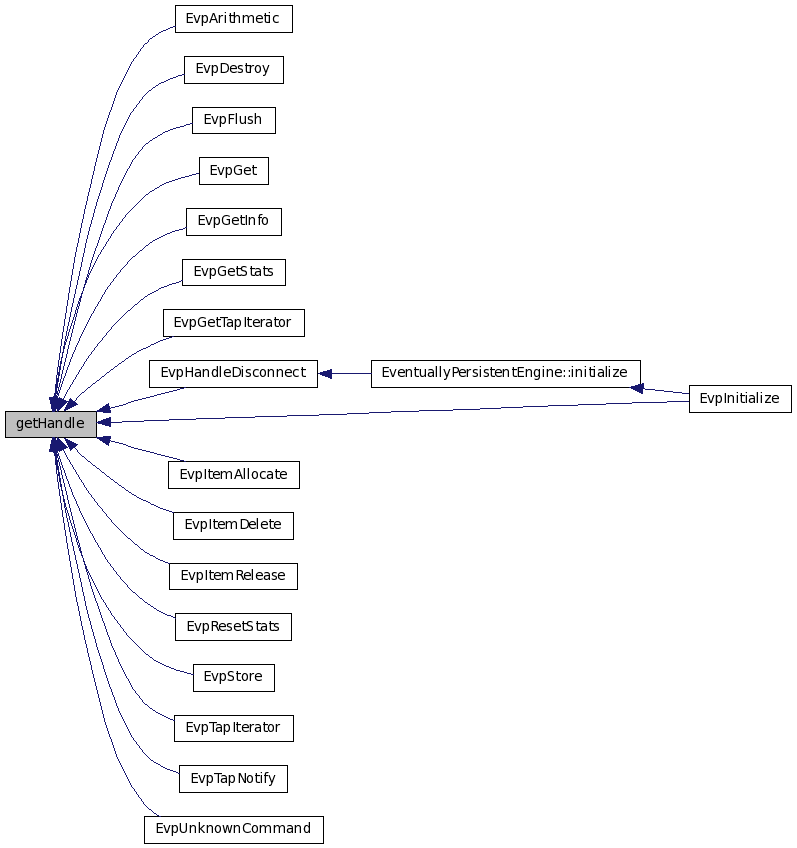 EvpArithmetic
EvpDestroy
EvpFlush
EvpGet
EvpGetInfo
EvpGetStats
EvpGetTapIterator
EvpHandleDisconnect
EventuallyPersistentEngine::initialize
EvpInitialize
getHandle
EvpItemAllocate
EvpItemDelete
EvpItemRelease
EvpResetStats
EvpStore
EvpTapIterator
EvpTapNotify
EvpUnknownCommand